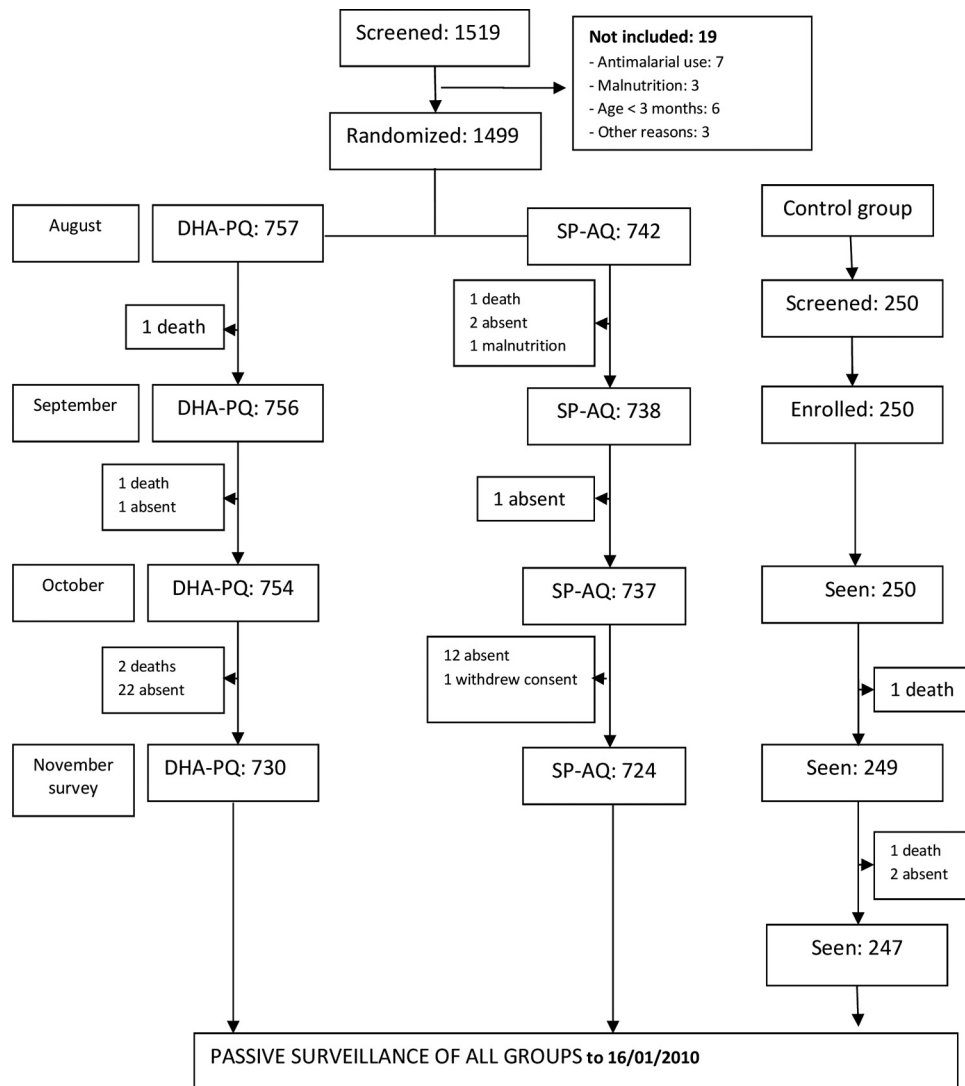 Screened: 1519
Not included: 19
- Antimalarial use: 7
- Malnutrition: 3
- Age < 3 months: 6
- Other reasons: 3
Randomized: 1499
August
DHA-PQ: 757
SP-AQ: 742
Control group
1 death
1 death
2 absent
1 malnutrition
Screened: 250
September
DHA-PQ: 756
SP-AQ: 738
Enrolled: 250
1 death
1 absent
1 absent
October
DHA-PQ: 754
SP-AQ: 737
Seen: 250
2 deaths
22 absent
12 absent
1 withdrew consent
1 death
November
survey
DHA-PQ: 730
SP-AQ: 724
Seen: 249
1 death
2 absent
Seen: 247
PASSIVE SURVEILLANCE OF ALL GROUPS to 16/01/2010